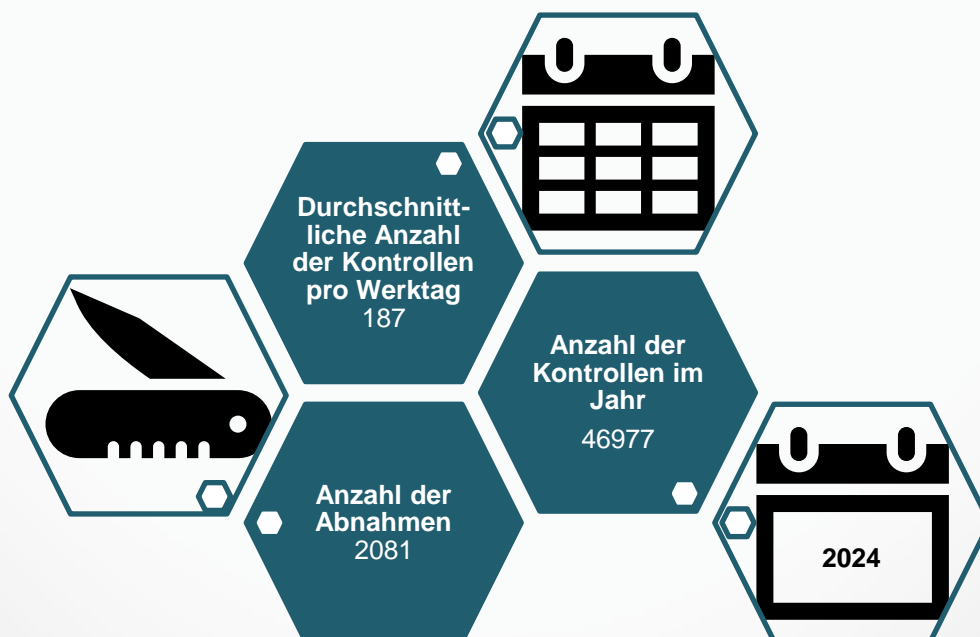 Durchschnitt-
liche Anzahl
der Kontrollen
pro Werktag
187
Anzahl der
Kontrollen im
Jahr
46977
Anzahl der
Abnahmen
2081
2024